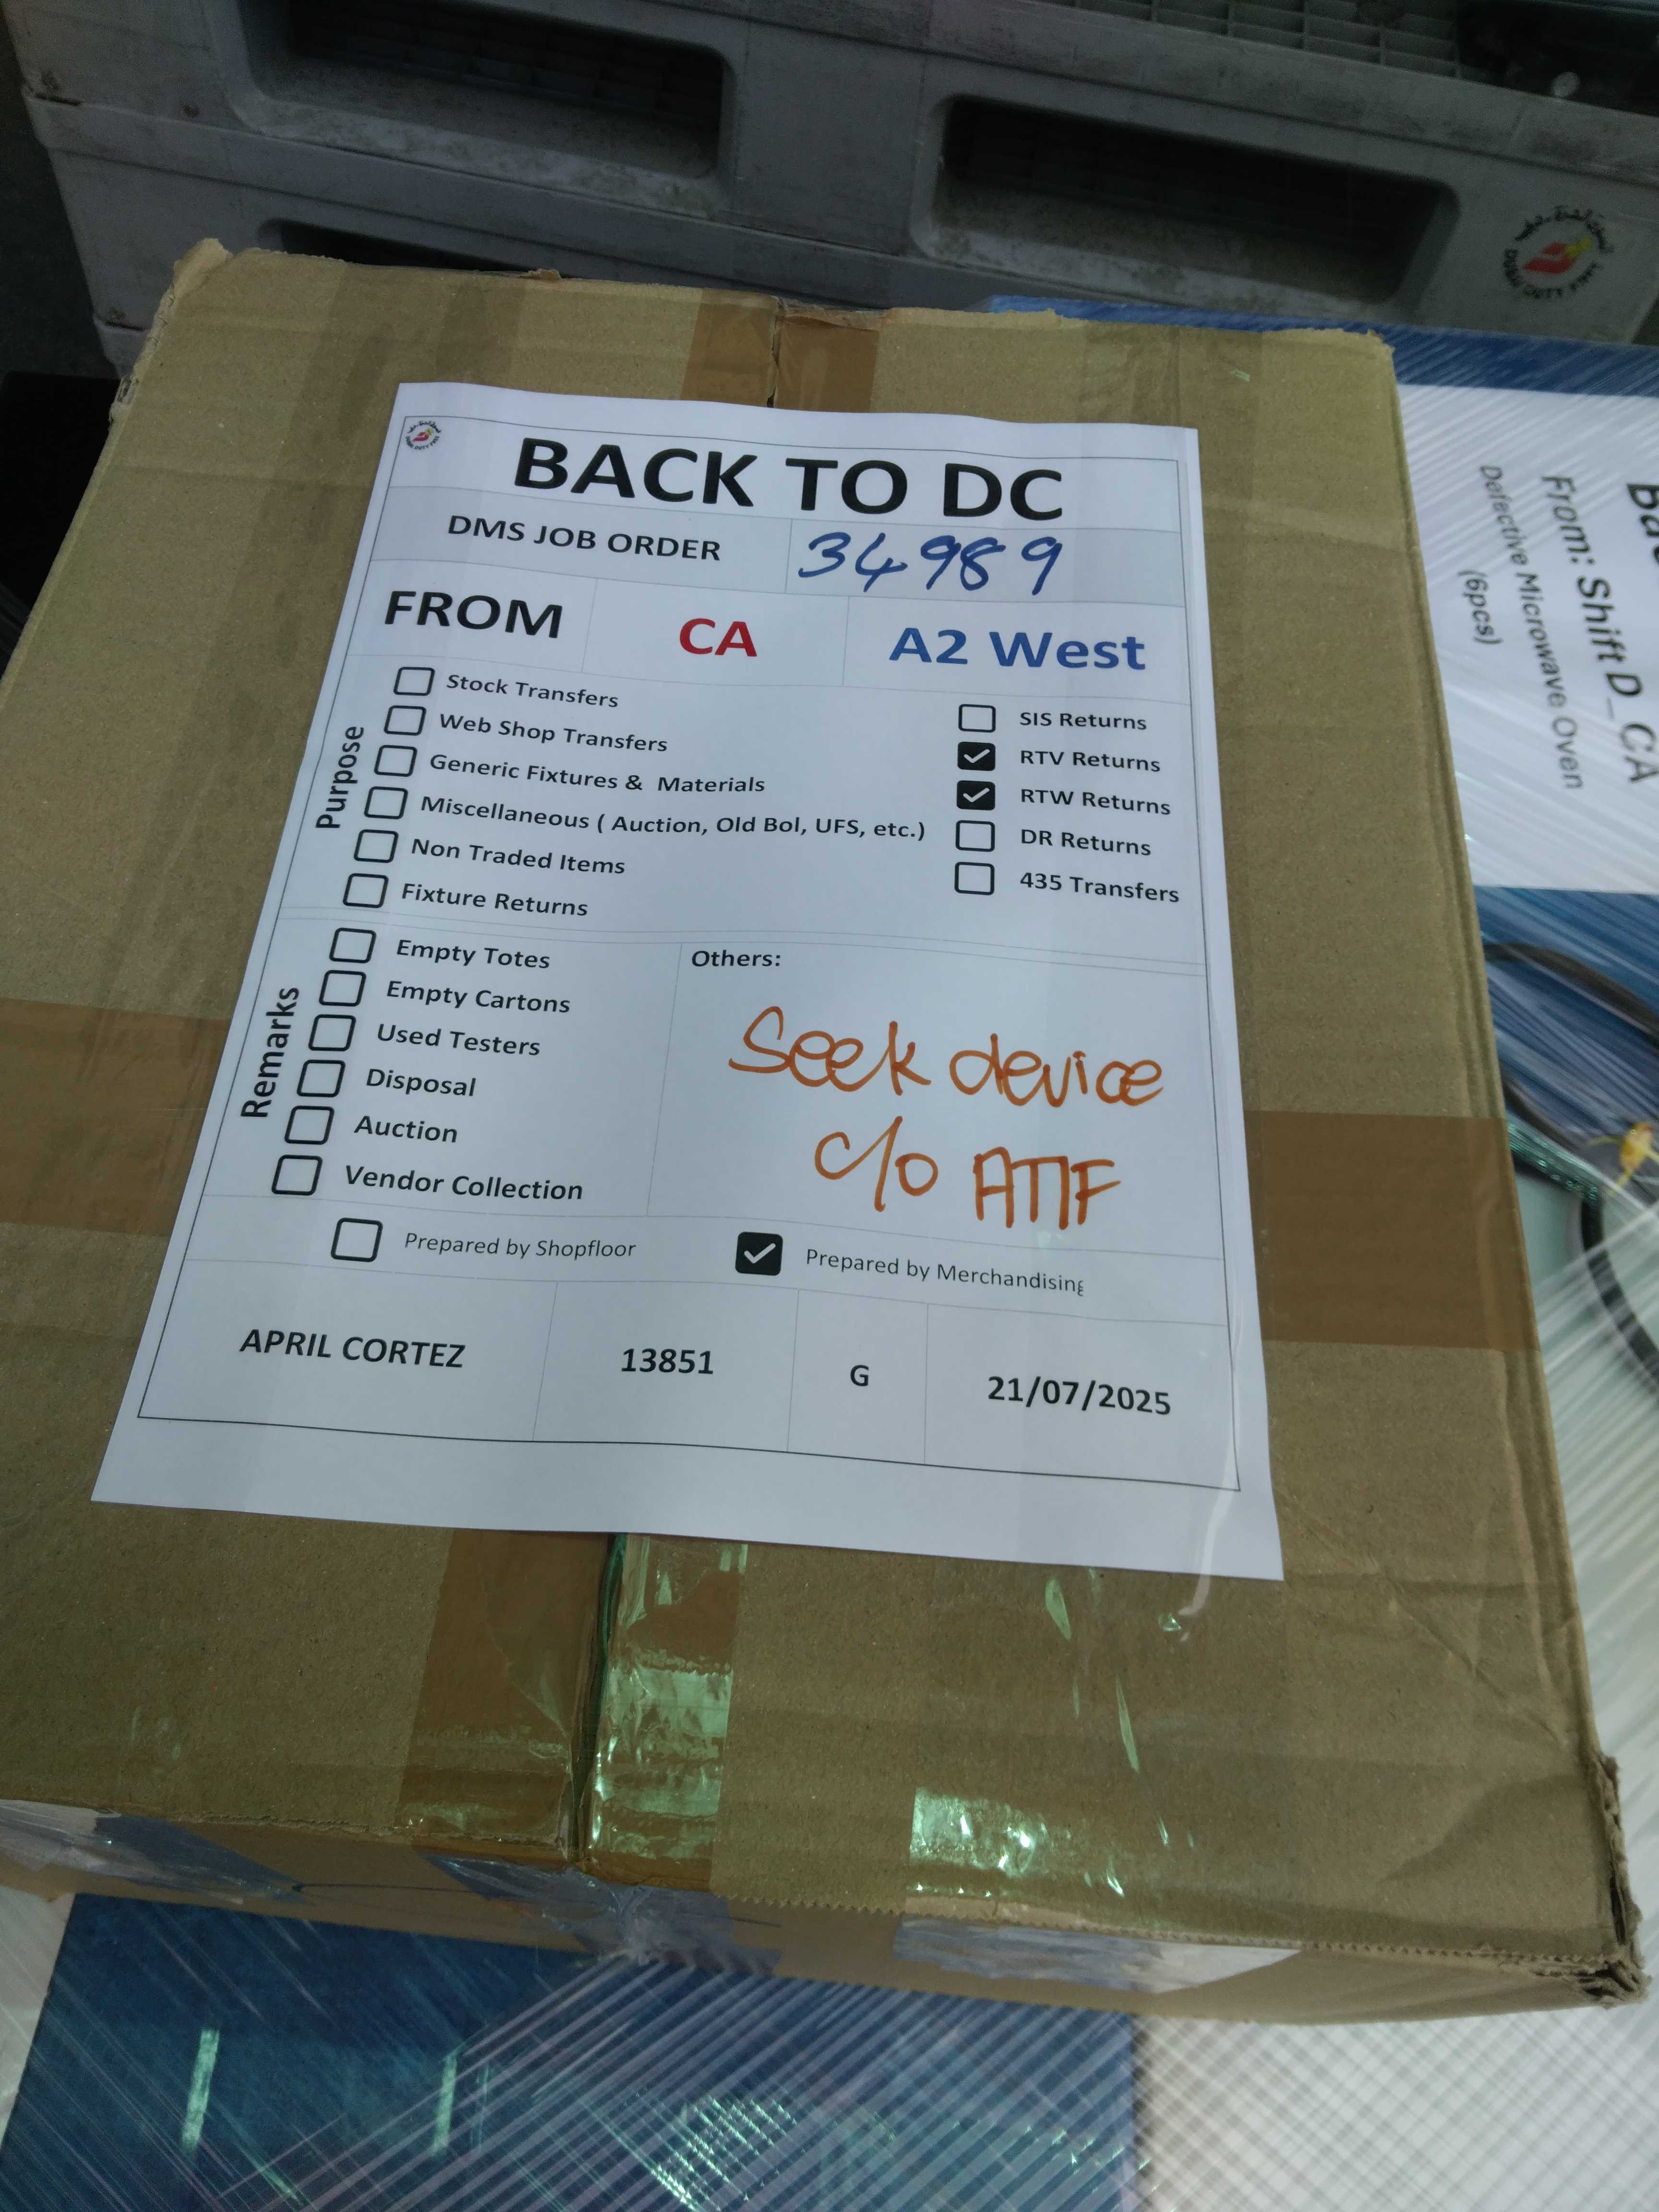 DUBAI DUTY FREE
BACK TO DC
DMS JOB ORDER 34989
FROM CA A2 West
Purpose
Stock Transfers
Web Shop Transfers
Generic Fixtures & Materials
Miscellaneous ( Auction, Old Bol, UFS, etc.)
Non Traded Items
Fixture Returns
SIS Returns
RTV Returns
RTW Returns
DR Returns
435 Transfers
Remarks
Empty Totes
Empty Cartons
Used Testers
Disposal
Auction
Vendor Collection
Others:
Seek device
c/o ATIF
Prepared by Shopfloor
Prepared by Merchandising
APRIL CORTEZ 13851 G 21/07/2025
From: Shift D_CA
Defective Microwave Oven
(6pcs)